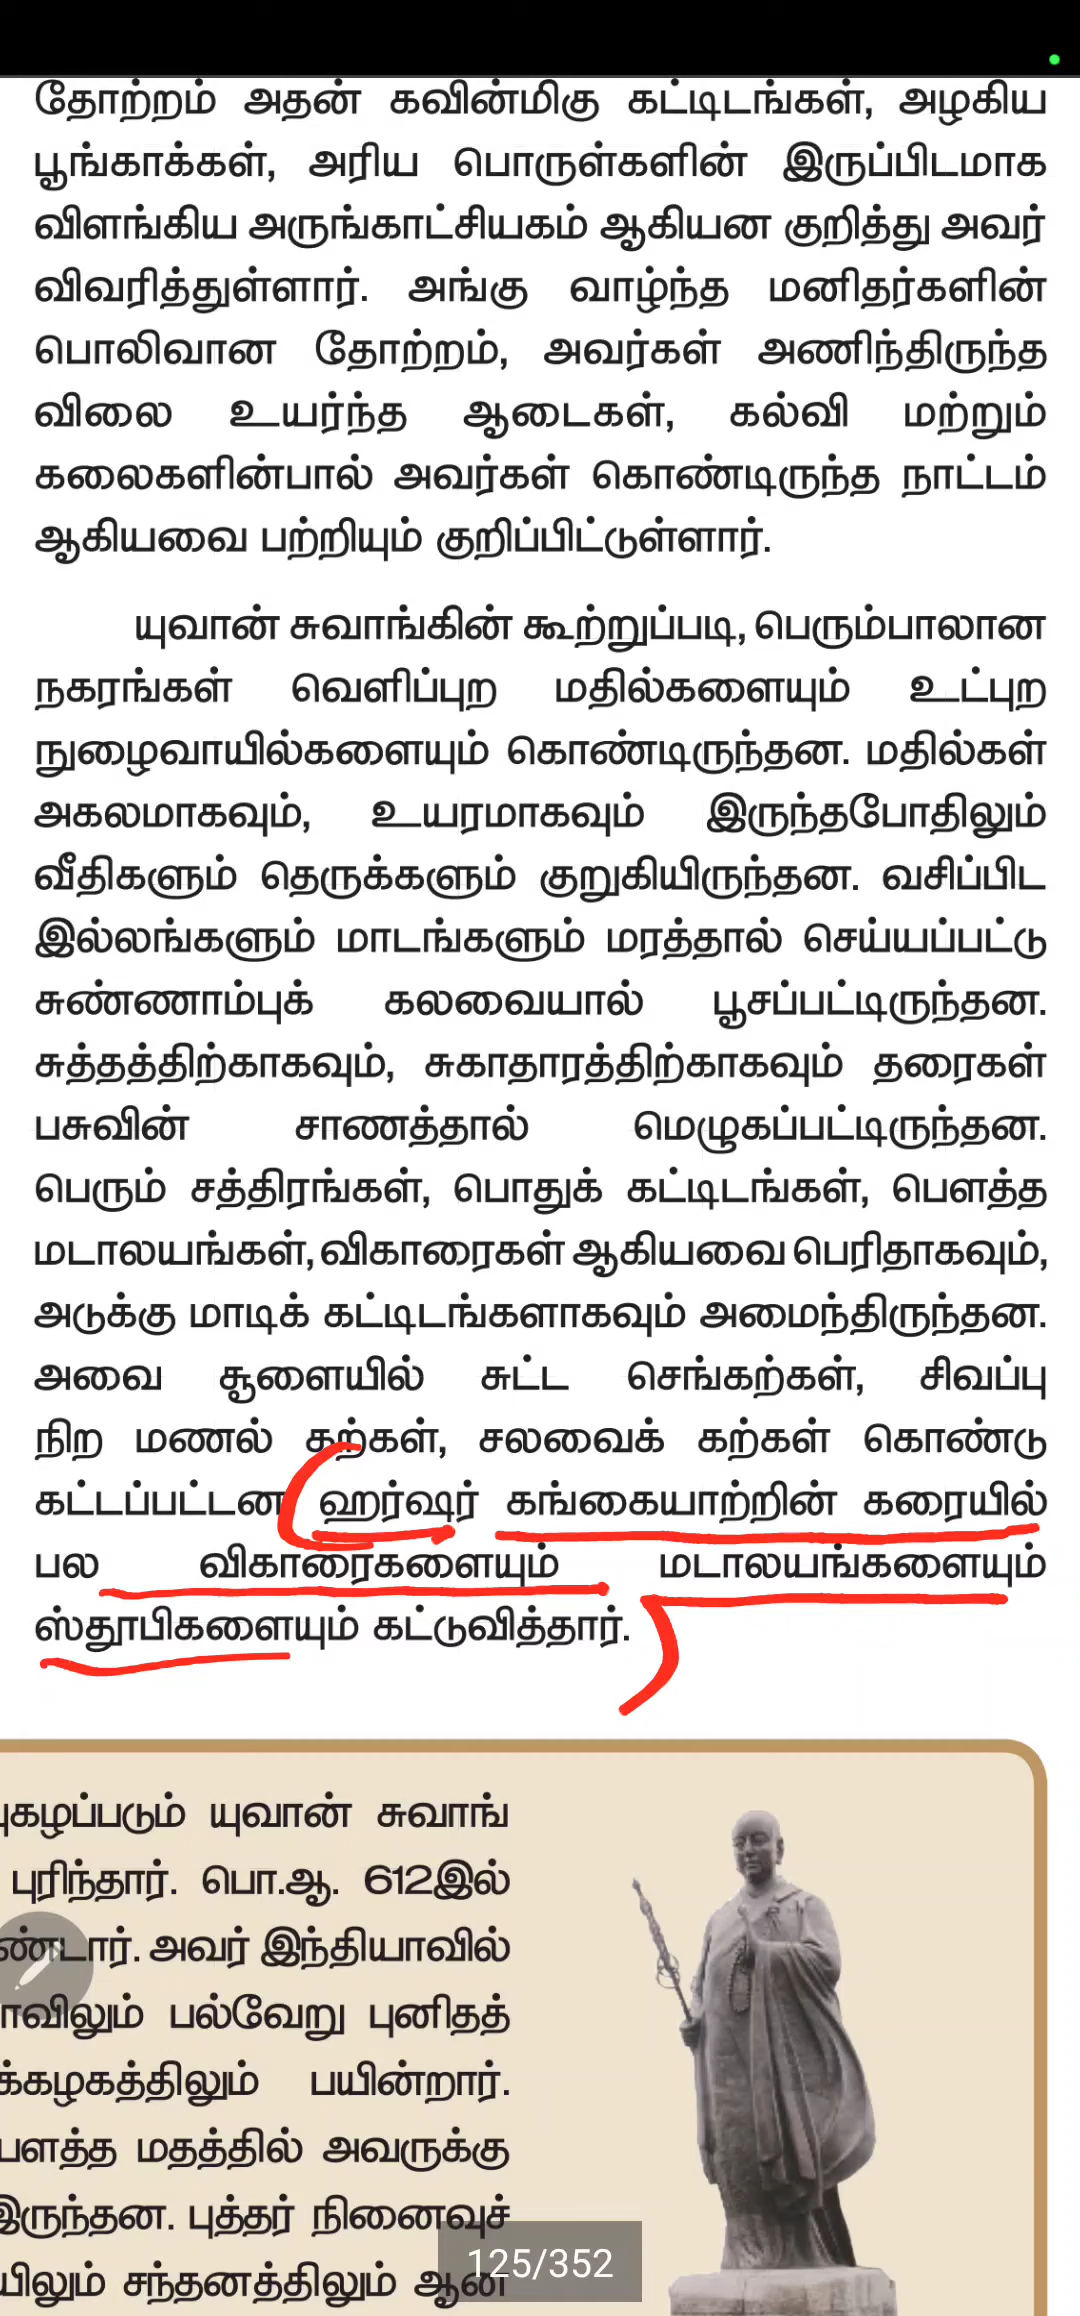 தோற்றம் அதன் கவின்மிகு கட்டிடங்கள், அழகிய
பூங்காக்கள், அரிய பொருள்களின் இருப்பிடமாக
விளங்கிய அருங்காட்சியகம் ஆகியன குறித்து அவர்
விவரித்துள்ளார். அங்கு வாழ்ந்த மனிதர்களின்
பொலிவான தோற்றம், அவர்கள் அணிந்திருந்த
விலை உயர்ந்த ஆடைகள், கல்வி மற்றும்
கலைகளின்பால் அவர்கள் கொண்டிருந்த நாட்டம்
ஆகியவை பற்றியும் குறிப்பிட்டுள்ளார்.
யுவான் சுவாங்கின் கூற்றுப்படி, பெரும்பாலான
நகரங்கள் வெளிப்புற மதில்களையும் உட்புற
நுழைவாயில்களையும் கொண்டிருந்தன. மதில்கள்
அகலமாகவும், உயரமாகவும் இருந்தபோதிலும்
வீதிகளும் தெருக்களும் குறுகியிருந்தன. வசிப்பிட
இல்லங்களும் மாடங்களும் மரத்தால் செய்யப்பட்டு
சுண்ணாம்புக் கலவையால் பூசப்பட்டிருந்தன.
சுத்தத்திற்காகவும், சுகாதாரத்திற்காகவும் தரைகள்
பசுவின் சாணத்தால் மெழுகப்பட்டிருந்தன.
பெரும் சத்திரங்கள், பொதுக் கட்டிடங்கள், பௌத்த
மடாலயங்கள், விகாரைகள் ஆகியவை பெரிதாகவும்,
அடுக்கு மாடிக் கட்டிடங்களாகவும் அமைந்திருந்தன.
அவை சூளையில் சுட்ட செங்கற்கள், சிவப்பு
நிற மணல் கற்கள், சலவைக் கற்கள் கொண்டு
கட்டப்பட்டன ஹர்ஷர் கங்கையாற்றின் கரையில்
பல விகாரைகளையும் மடாலயங்களையும்
ஸ்தூபிகளையும் கட்டுவித்தார்.
புகழப்படும் யுவான் சுவாங்
புரிந்தார். பொ.ஆ. 612இல்
அவர் இந்தியாவில்
பல்வேறு புனிதத்
பயின்றார்.
மதத்தில் அவருக்கு
இருந்தன. புத்தர் நினைவுச்
சந்தனத்திலும் ஆன
125/352